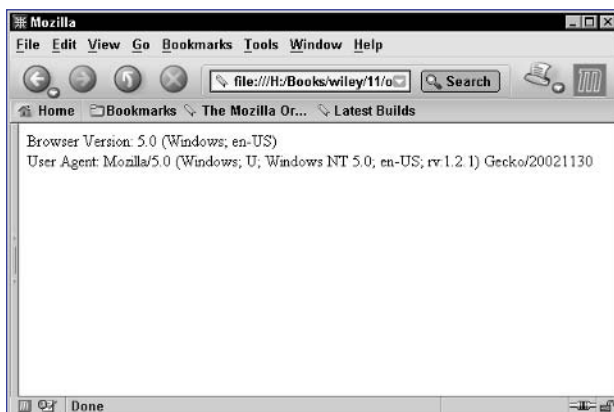 Mozilla
File Edit View Go Bookmarks Tools Window Help
file:///H:/Books/wiley/11/o Search
Home Bookmarks The Mozilla Or... Latest Builds
Browser Version: 5.0 (Windows; en-US)
User Agent: Mozilla/5.0 (Windows; U; Windows NT 5.0; en-US; rv:1.2.1) Gecko/20021130
Done